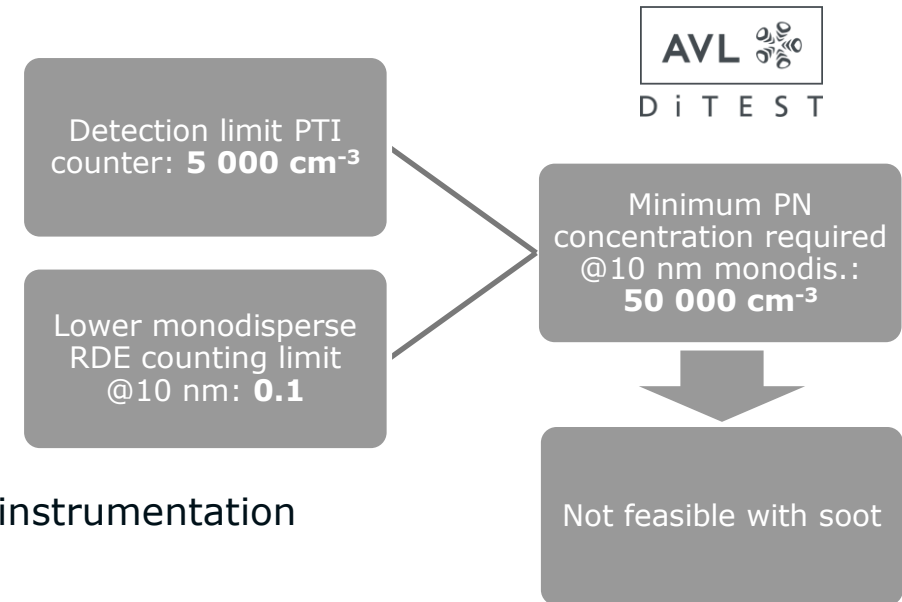 AVL
DiTEST
Detection limit PTI
counter: 5 000 cm⁻³
Lower monodisperse
RDE counting limit
@10 nm: 0.1
Minimum PN
concentration required
@10 nm monodis.:
50 000 cm⁻³
Not feasible with soot
instrumentation